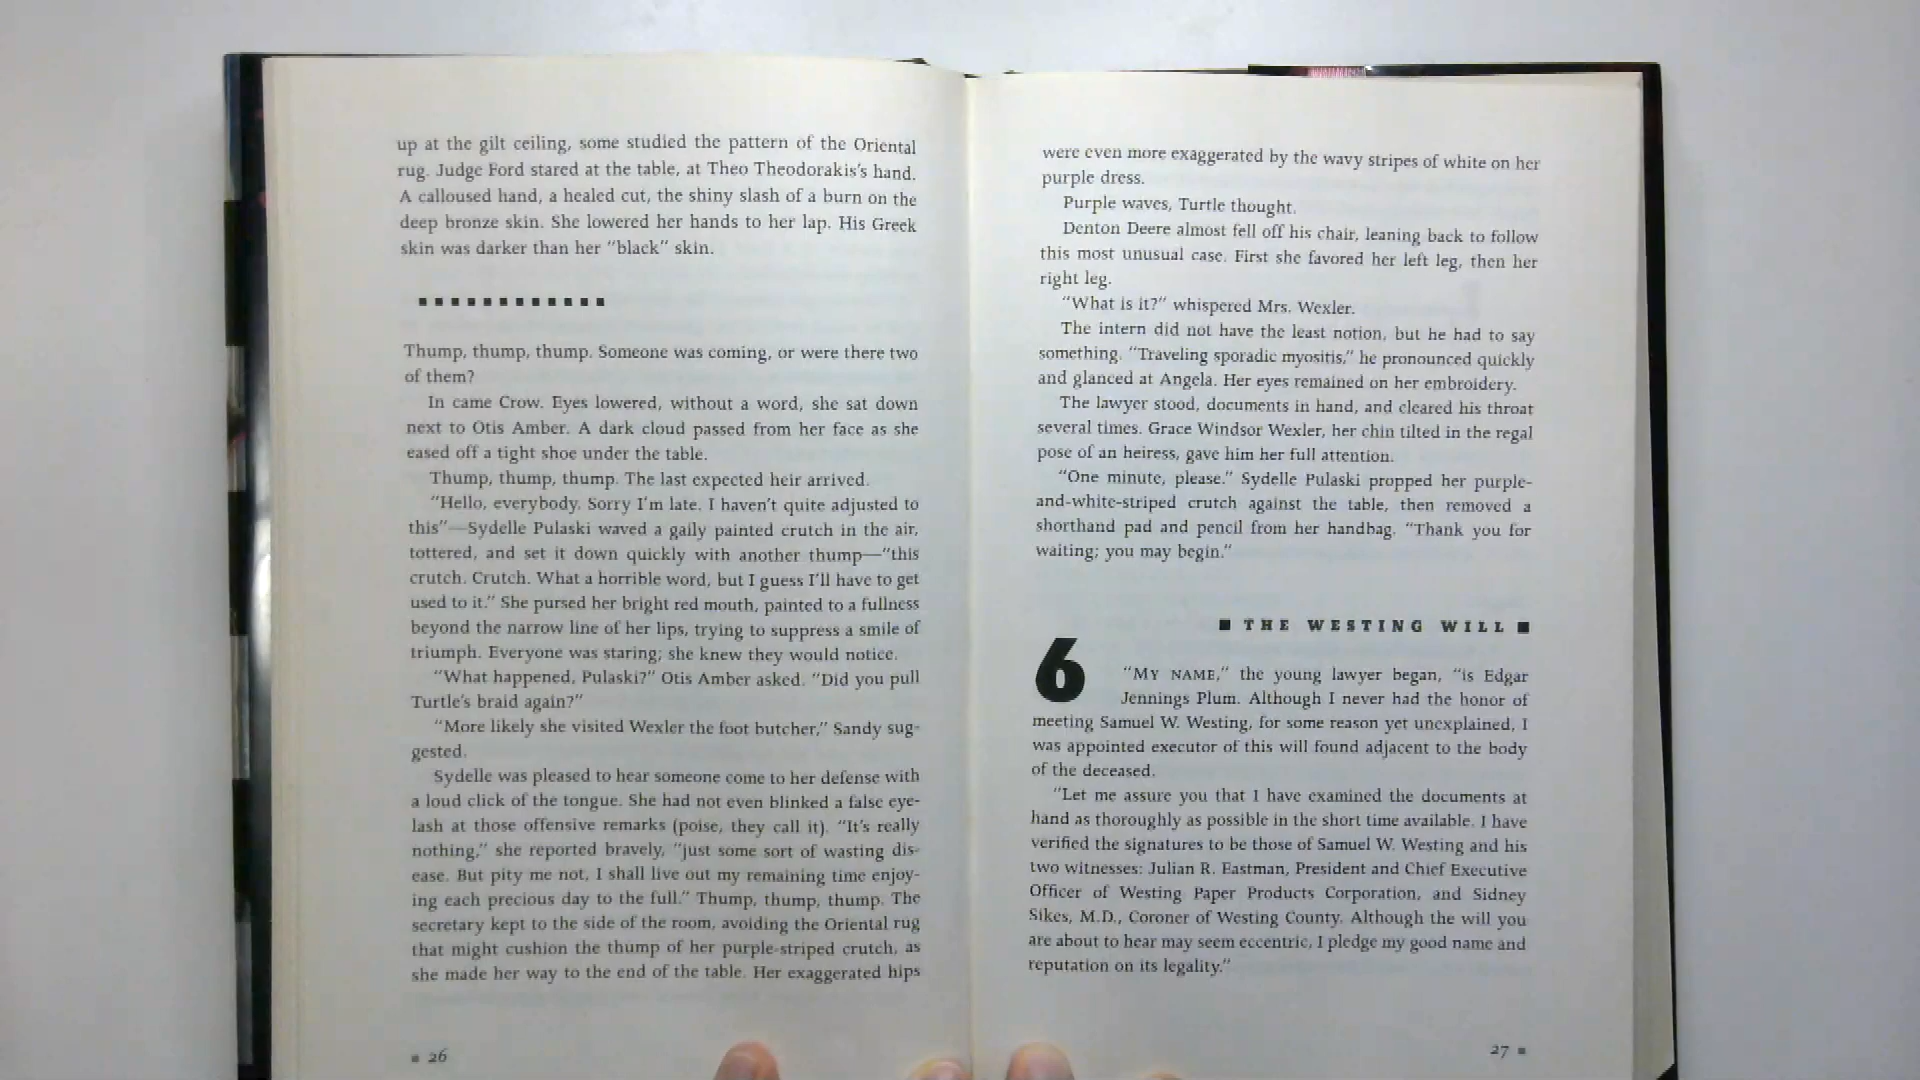 up at the gilt ceiling, some studied the pattern of the Oriental
rug. Judge Ford stared at the table, at Theo Theodorakis's hand.
A calloused hand, a healed cut, the shiny slash of a burn on the
deep bronze skin. She lowered her hands to her lap. His Greek
skin was darker than her "black" skin.
Thump, thump, thump. Someone was coming, or were there two
of them?
In came Crow. Eyes lowered, without a word, she sat down
next to Otis Amber. A dark cloud passed from her face as she
eased off a tight shoe under the table.
Thump, thump, thump. The last expected heir arrived.
"Hello, everybody. Sorry I'm late. I haven't quite adjusted to
this"—Sydelle Pulaski waved a gaily painted crutch in the air,
tottered, and set it down quickly with another thump—"this
crutch. Crutch. What a horrible word, but I guess I'll have to get
used to it." She pursed her bright red mouth, painted to a fullness
beyond the narrow line of her lips, trying to suppress a smile of
triumph. Everyone was staring; she knew they would notice.
"What happened, Pulaski?" Otis Amber asked. "Did you pull
Turtle's braid again?"
"More likely she visited Wexler the foot butcher," Sandy sug-
gested.
Sydelle was pleased to hear someone come to her defense with
a loud click of the tongue. She had not even blinked a false eye-
lash at those offensive remarks (poise, they call it). "It's really
nothing," she reported bravely, "just some sort of wasting dis-
ease. But pity me not, I shall live out my remaining time enjoy-
ing each precious day to the full." Thump, thump, thump. The
secretary kept to the side of the room, avoiding the Oriental rug
that might cushion the thump of her purple-striped crutch, as
she made her way to the end of the table. Her exaggerated hips
■ 26
were even more exaggerated by the wavy stripes of white on her
purple dress.
Purple waves, Turtle thought.
Denton Deere almost fell off his chair, leaning back to follow
this most unusual case. First she favored her left leg, then her
right leg.
"What is it?" whispered Mrs. Wexler.
The intern did not have the least notion, but he had to say
something. "Traveling sporadic myositis," he pronounced quickly
and glanced at Angela. Her eyes remained on her embroidery.
The lawyer stood, documents in hand, and cleared his throat
several times. Grace Windsor Wexler, her chin tilted in the regal
pose of an heiress, gave him her full attention.
"One minute, please." Sydelle Pulaski propped her purple-
and-white-striped crutch against the table, then removed a
shorthand pad and pencil from her handbag. "Thank you for
waiting; you may begin."
■ THE WESTING WILL ■
6
"MY NAME," the young lawyer began, "is Edgar
Jennings Plum. Although I never had the honor of
meeting Samuel W. Westing, for some reason yet unexplained, I
was appointed executor of this will found adjacent to the body
of the deceased.
"Let me assure you that I have examined the documents at
hand as thoroughly as possible in the short time available. I have
verified the signatures to be those of Samuel W. Westing and his
two witnesses: Julian R. Eastman, President and Chief Executive
Officer of Westing Paper Products Corporation, and Sidney
Sikes, M.D., Coroner of Westing County. Although the will you
are about to hear may seem eccentric, I pledge my good name and
reputation on its legality."
27 ■